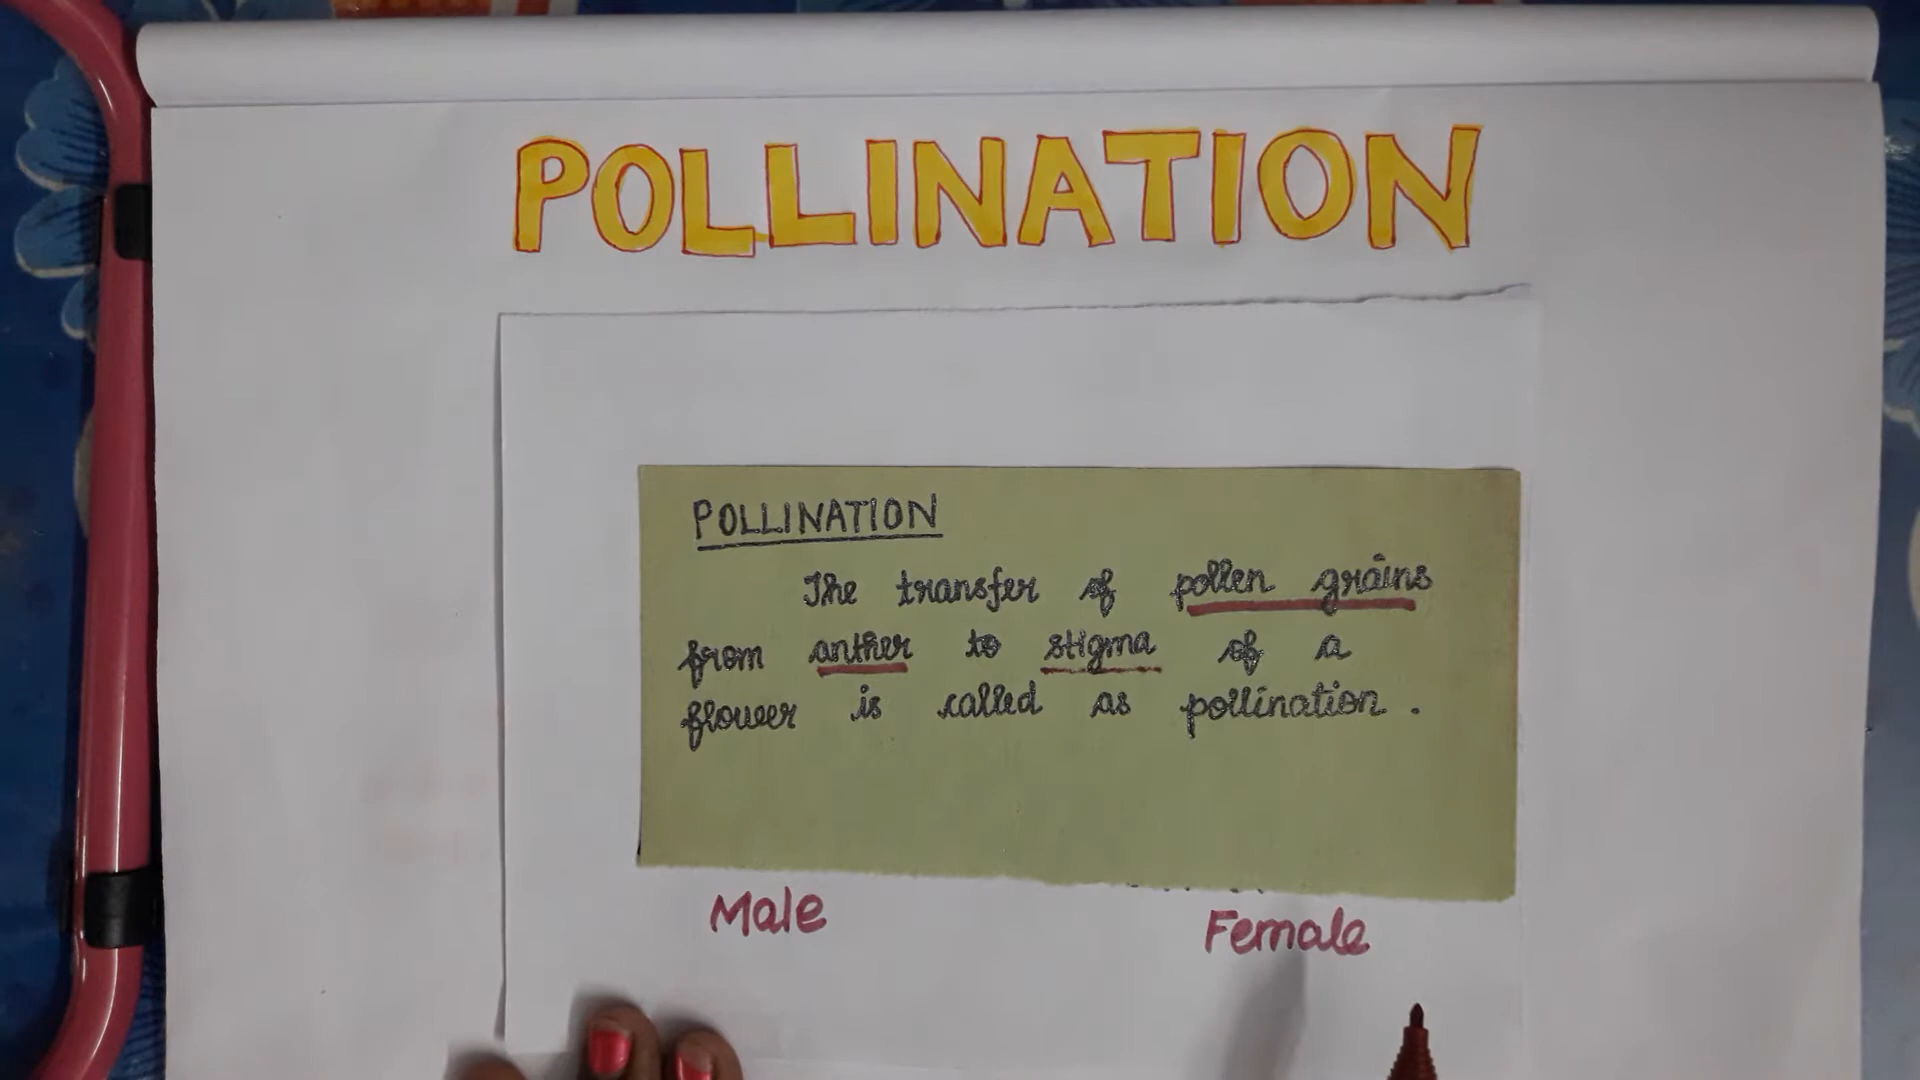 POLLINATION
POLLINATION
The transfer of pollen grains
from anther to stigma of a
flower is called as pollination.
Male
Female